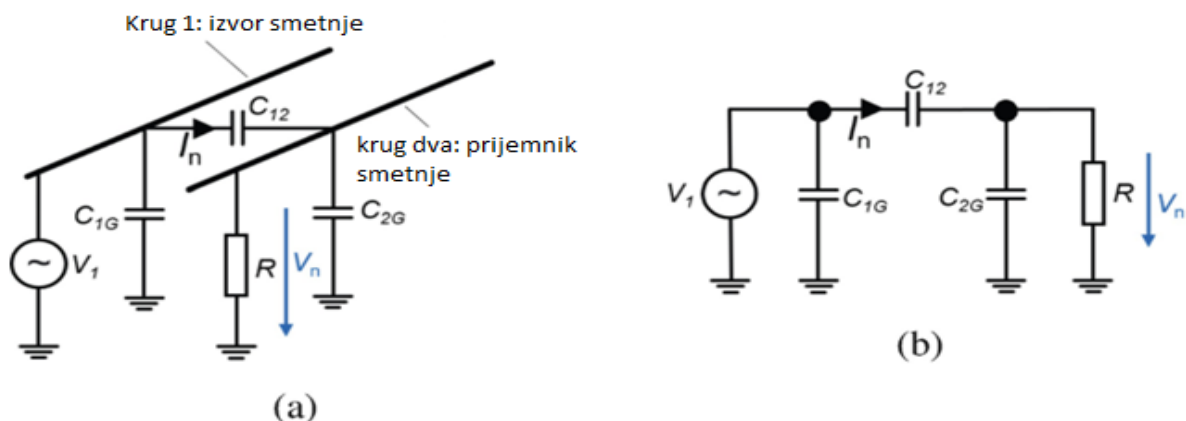 Krug 1: izvor smetnje
C12
In
krug dva: prijemnik
smetnje
C1G
C2G
V1
R
Vn
(a)
C12
In
V1
C1G
C2G
R
Vn
(b)